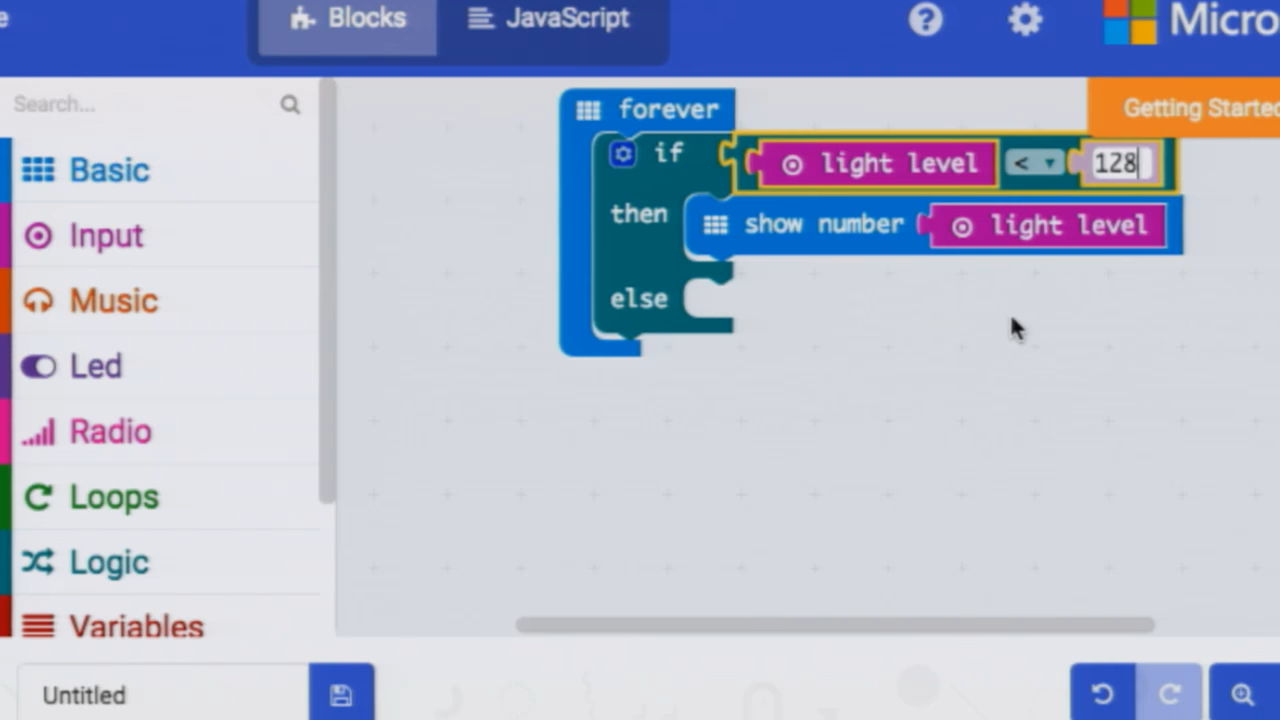 e
Blocks
JavaScript
Micro
Search...
Getting Started
Basic
Input
Music
Led
Radio
Loops
Logic
Variables
forever
if light level < 128
then show number light level
else
Untitled